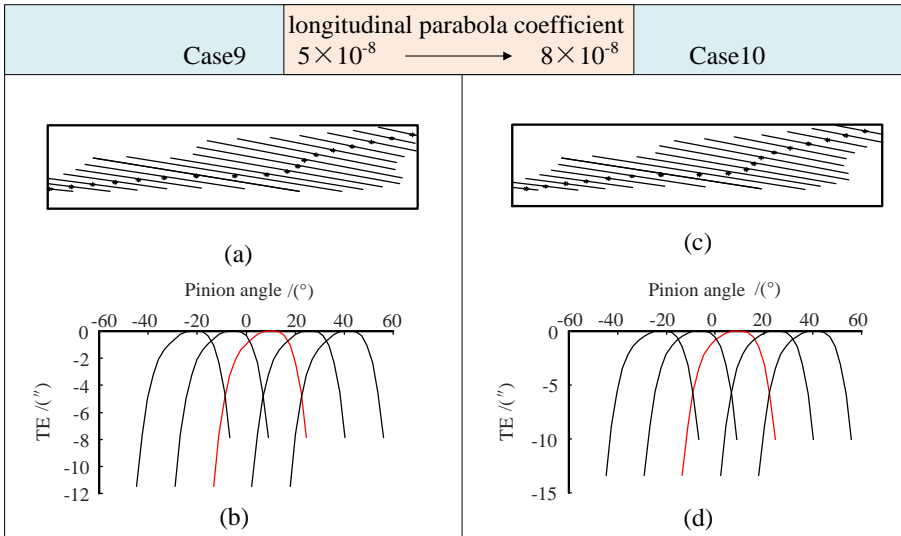 longitudinal parabola coefficient
Case9 5×10⁻⁸ 8×10⁻⁸ Case10
(a)
(c)
Pinion angle /(°)
-60 -40 -20 0 20 40 60
0
-2
-4
-6
-8
-10
-12
TE /(″)
(b)
Pinion angle /(°)
-60 -40 -20 0 20 40 60
0
-5
-10
-15
TE /(″)
(d)